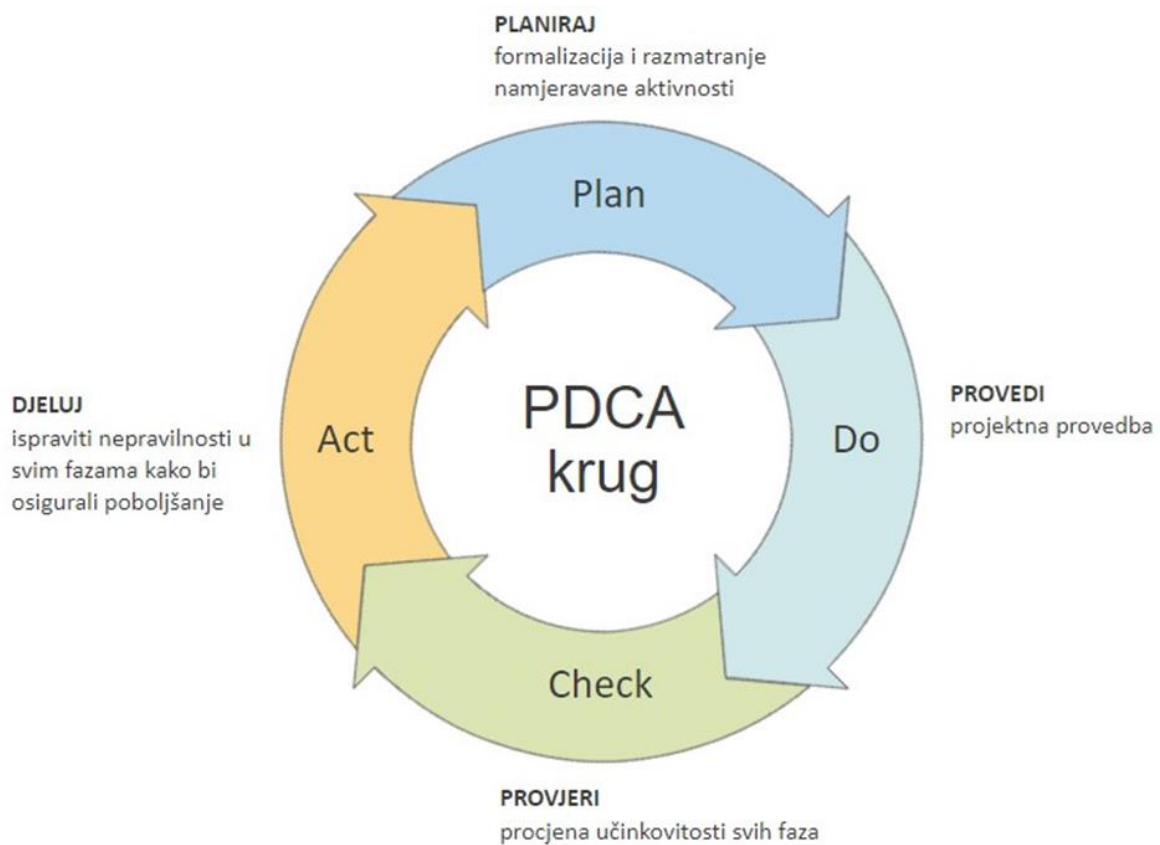 PLANIRAJ
formalizacija i razmatranje
namjeravane aktivnosti
Plan
DJELUJ
ispraviti nepravilnosti u
svim fazama kako bi
osigurali poboljšanje
Act
PDCA
krug
Do
PROVEDI
projektna provedba
Check
PROVJERI
procjena učinkovitosti svih faza